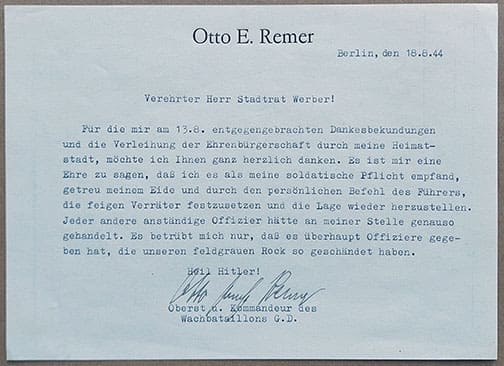 Otto E. Remer
Berlin, den 18.8.44
Verehrter Herr Stadtrat Werber!
Für die mir am 13.8. entgegengebrachten Dankesbekundungen
und die Verleihung der Ehrenbürgerschaft durch meine Heimat-
stadt, möchte ich Ihnen ganz herzlich danken. Es ist mir eine
Ehre zu sagen, daß ich es als meine soldatische Pflicht empfand,
getreu meinem Eide und durch den persönlichen Befehl des Führers,
die feigen Verräter festzusetzen und die Lage wieder herzustellen.
Jeder andere anständige Offizier hätte an meiner Stelle genauso
gehandelt. Es betrübt mich nur, daß es überhaupt Offiziere gege-
ben hat, die unseren feldgrauen Rock so geschändet haben.
Heil Hitler!
Otto Ernst Remer
Oberst u. Kommandeur des
Wachbataillons G.D.